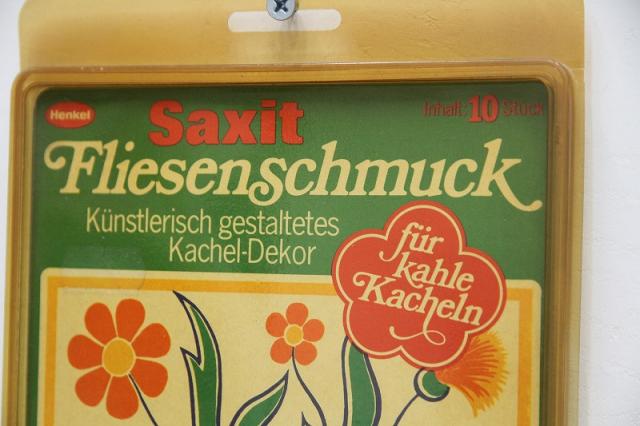 Henkel
Saxit
Inhalt: 10 Stück
Fliesenschmuck
Künstlerisch gestaltetes
Kachel-Dekor
für
kahle
Kacheln